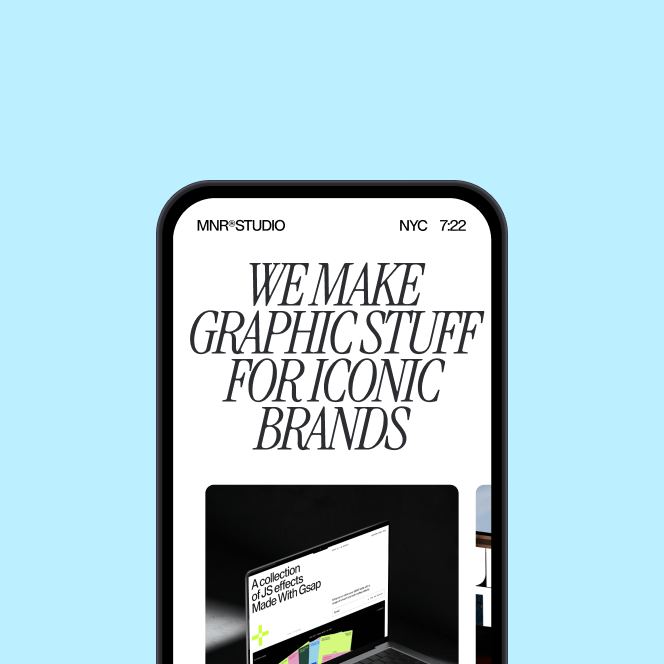 MNR®STUDIO NYC 7:22
WE MAKE
GRAPHIC STUFF
FOR ICONIC
BRANDS
A collection
of JS effects
Made With Gsap